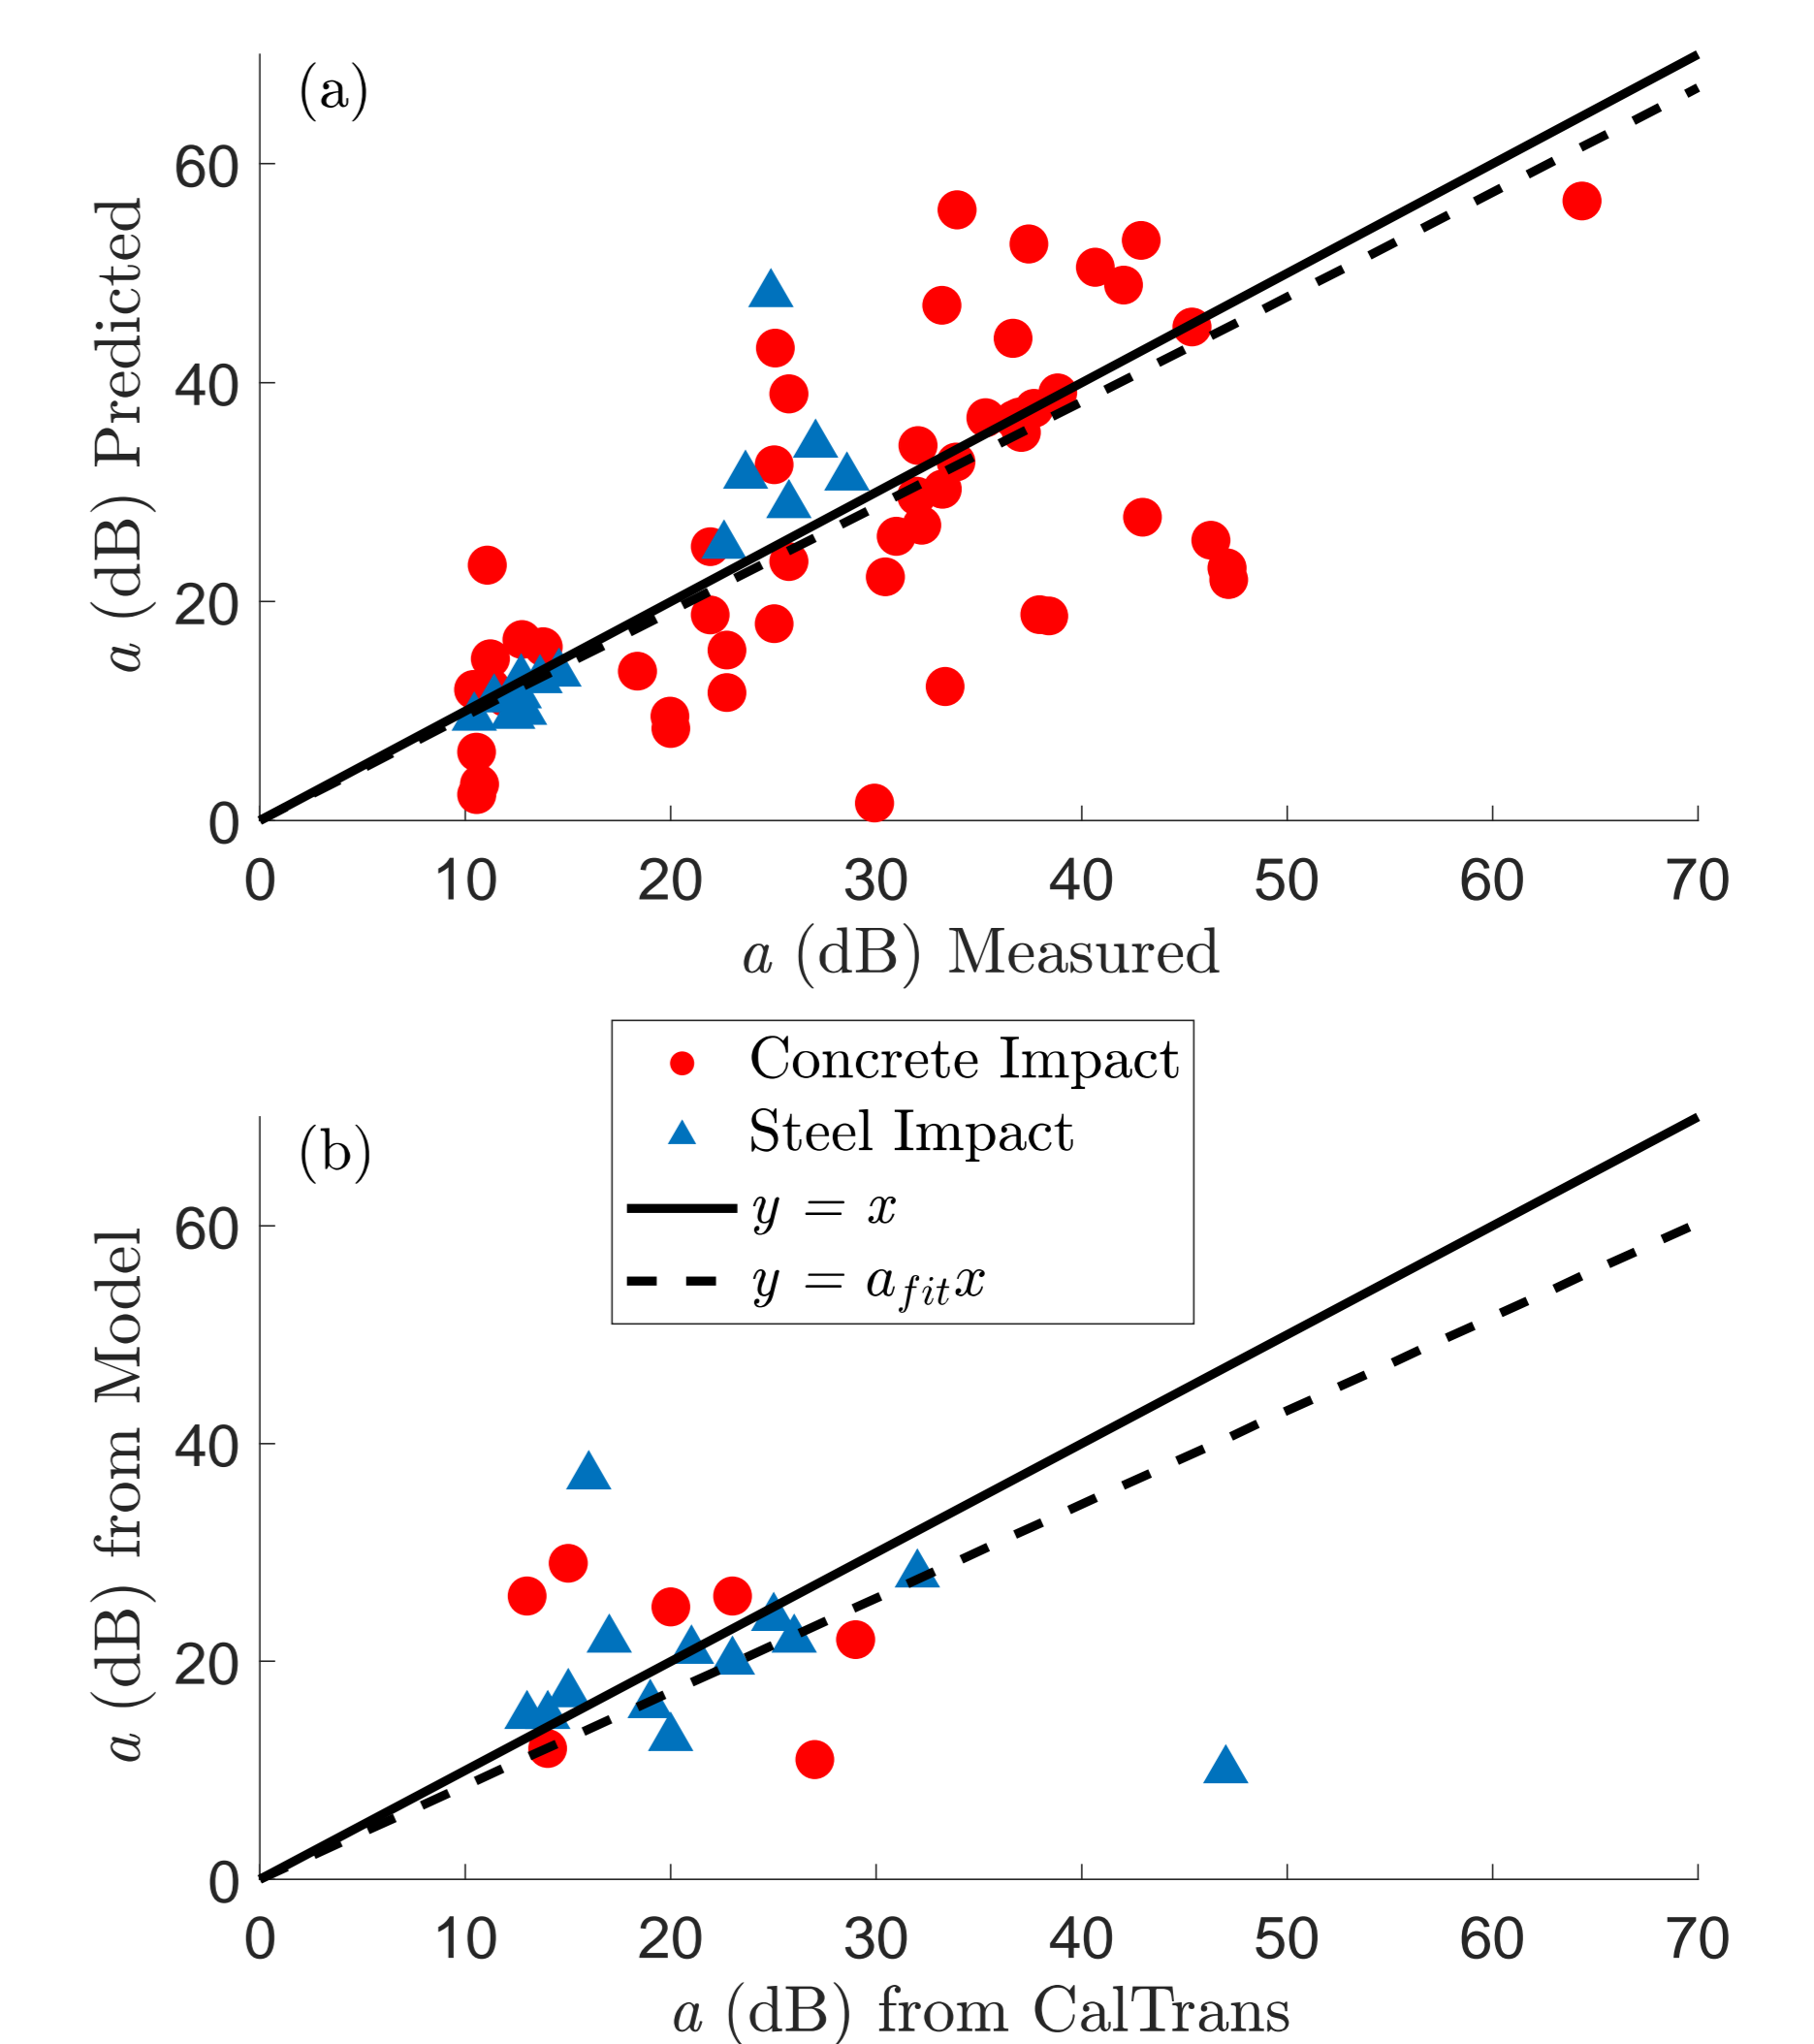 (a)
60
40
20
0
a (dB) Predicted
0 10 20 30 40 50 60 70
a (dB) Measured
Concrete Impact
Steel Impact
y = x
y = a_{fit}x
(b)
60
40
20
0
a (dB) from Model
0 10 20 30 40 50 60 70
a (dB) from CalTrans